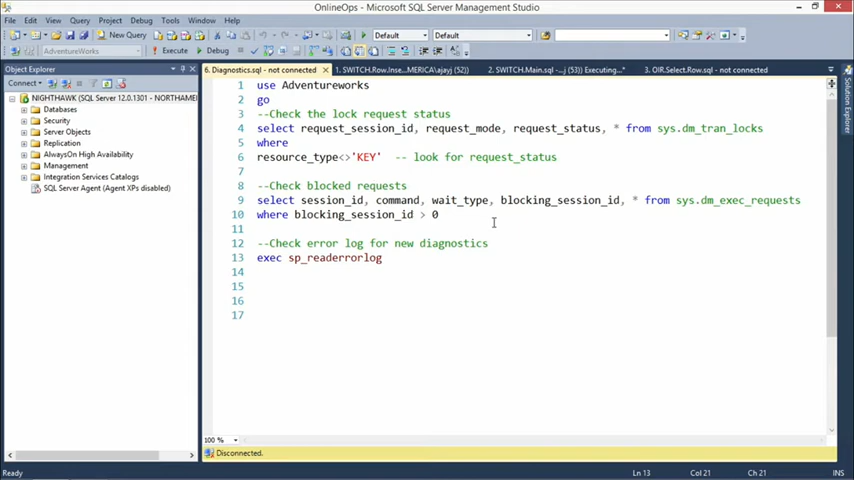 OnlineOps - Microsoft SQL Server Management Studio
File Edit View Query Project Debug Tools Window Help
New Query Default Default
AdventureWorks Execute Debug
Object Explorer
6. Diagnostics.sql - not connected 1. SWITCH.Row.Inse...MERICA\ajayj (52)) 2. SWITCH.Main.sql -...j (53)) Executing...* 3. OIR.Select.Row.sql - not connected
Connect
NIGHTHAWK (SQL Server 12.0.1301 - NORTHAMER
Databases
Security
Server Objects
Replication
AlwaysOn High Availability
Management
Integration Services Catalogs
SQL Server Agent (Agent XPs disabled)
1 use Adventureworks
2 go
3 --Check the lock request status
4 select request_session_id, request_mode, request_status, * from sys.dm_tran_locks
5 where
6 resource_type<>'KEY' -- look for request_status
7
8 --Check blocked requests
9 select session_id, command, wait_type, blocking_session_id, * from sys.dm_exec_requests
10 where blocking_session_id > 0
11
12 --Check error log for new diagnostics
13 exec sp_readerrorlog
14
15
16
17
Solution Explorer
100 %
Disconnected.
Ready Ln 13 Col 21 Ch 21 INS